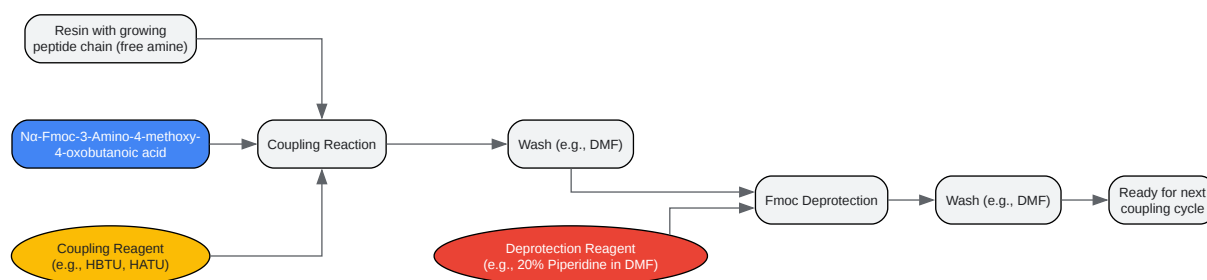 Resin with growing
peptide chain (free amine)
Nα-Fmoc-3-Amino-4-methoxy-
4-oxobutanoic acid
Coupling Reaction
Wash (e.g., DMF)
Coupling Reagent
(e.g., HBTU, HATU)
Deprotection Reagent
(e.g., 20% Piperidine in DMF)
Fmoc Deprotection
Wash (e.g., DMF)
Ready for next
coupling cycle